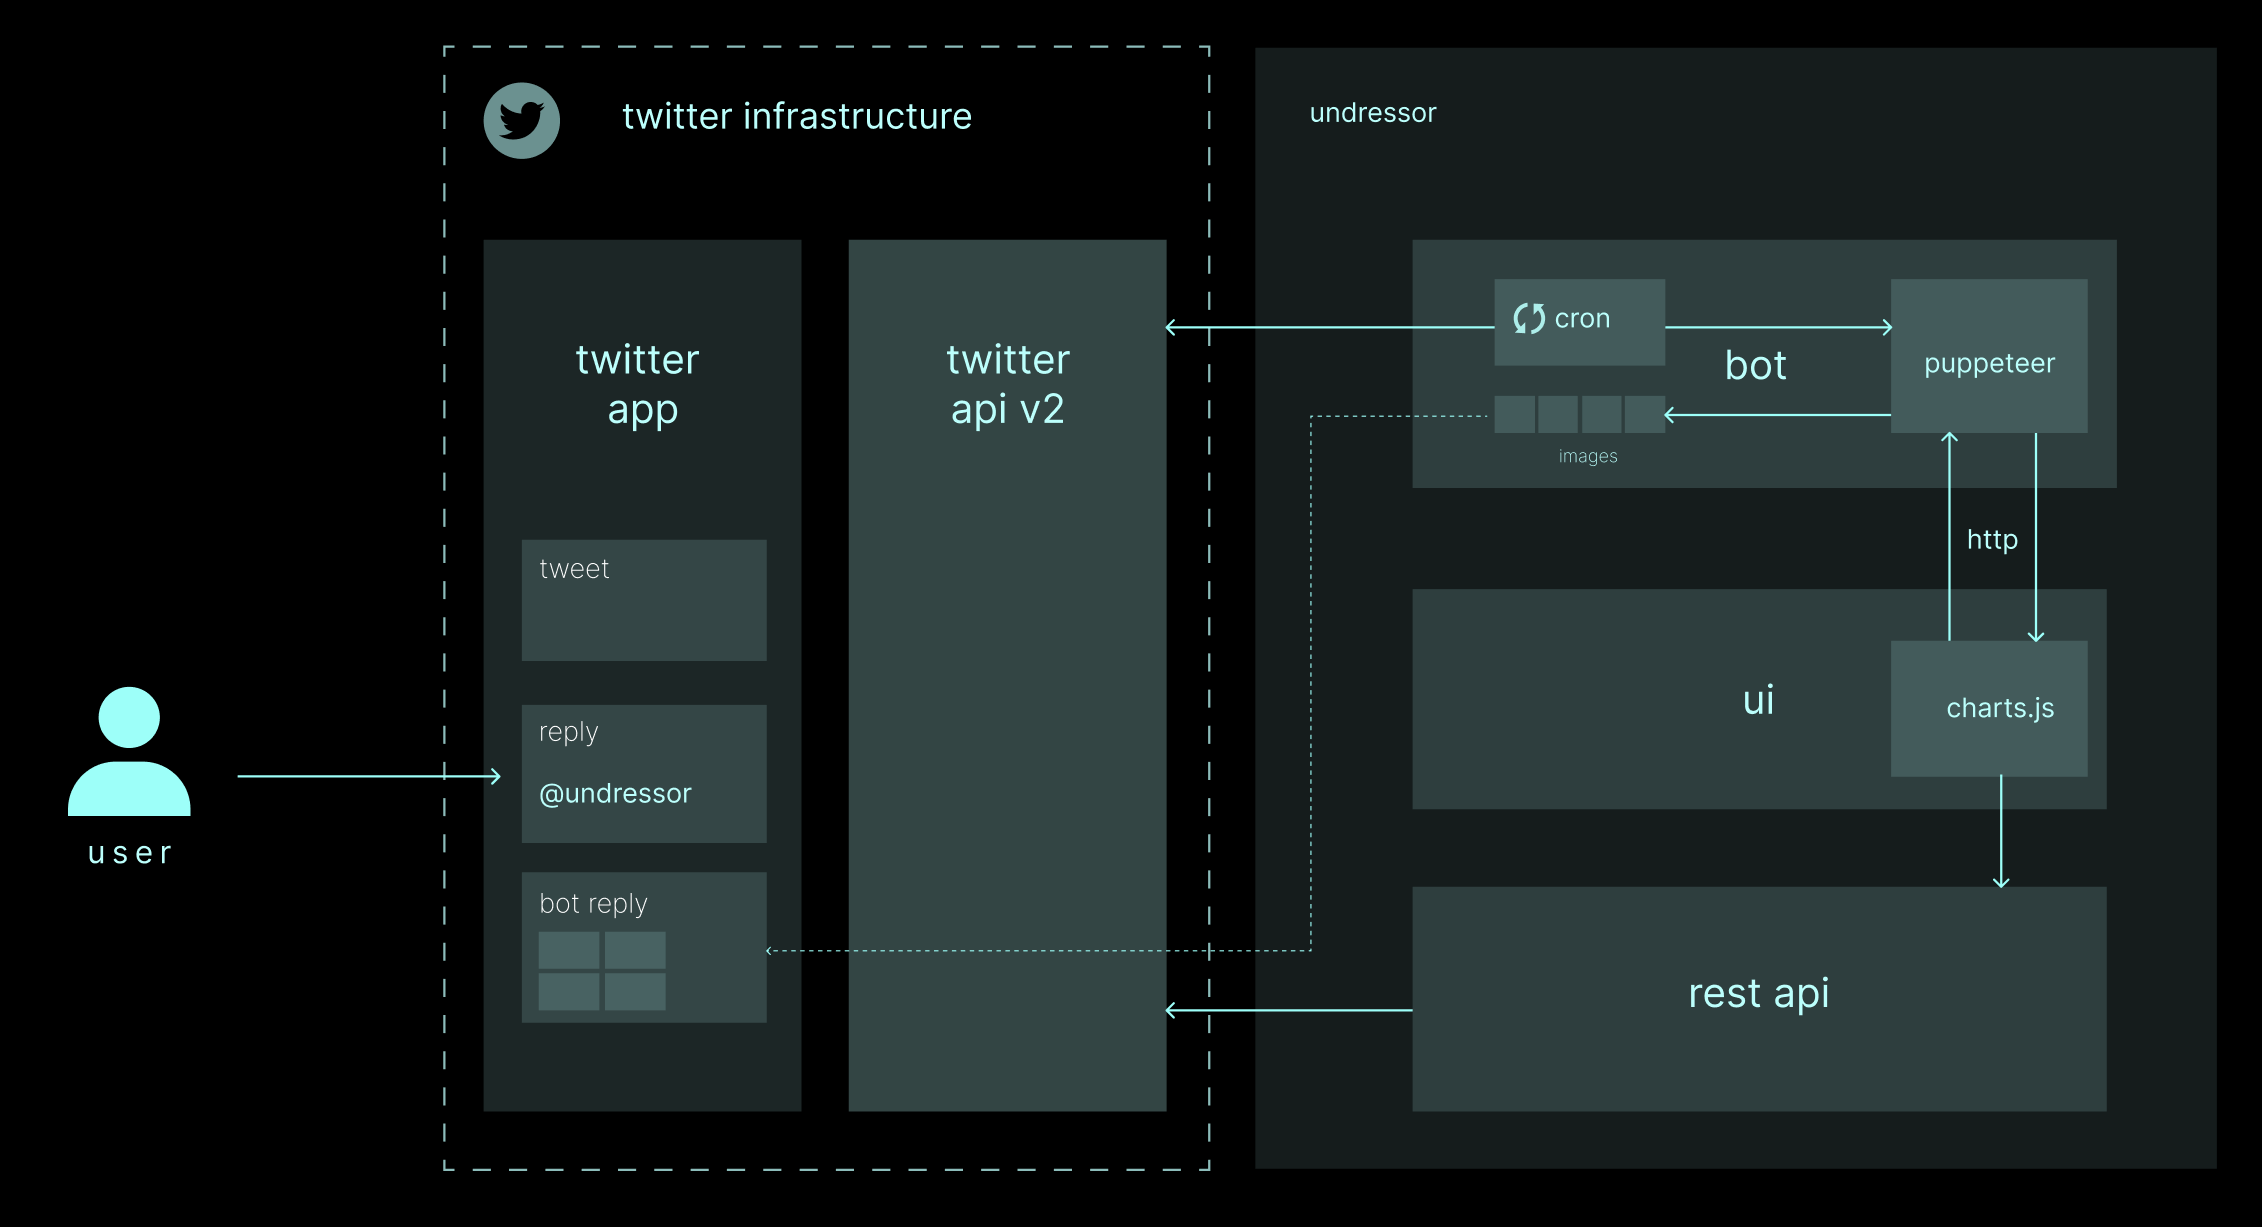 twitter infrastructure
undressor
twitter
app
twitter
api v2
cron
bot
puppeteer
images
http
tweet
reply
@undressor
bot reply
user
ui
charts.js
rest api